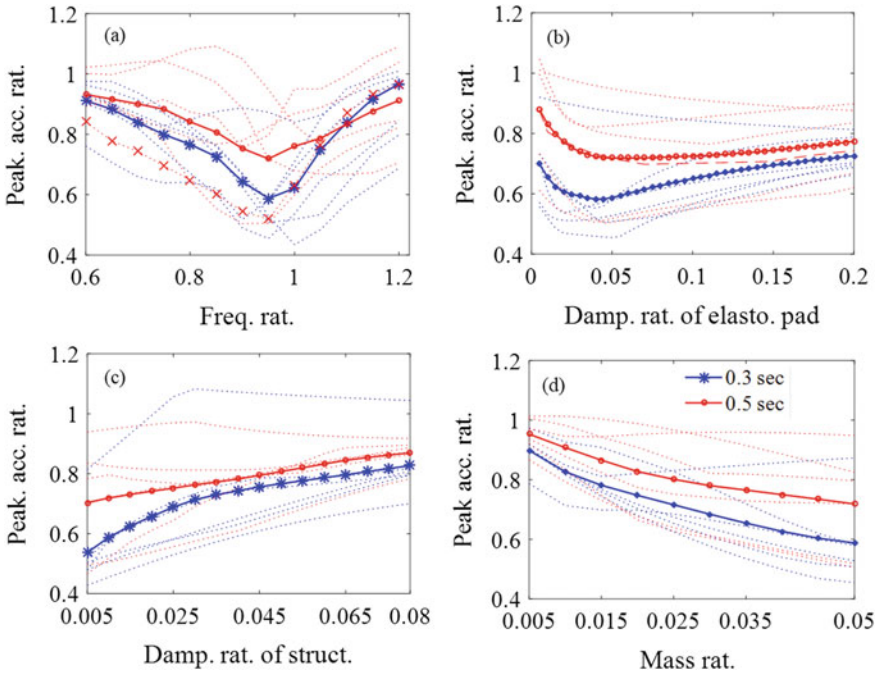 (a)
1.2
1
0.8
0.6
0.4
Peak. acc. rat.
0.6 0.8 1 1.2
Freq. rat.
(b)
1.2
1
0.8
0.6
0.4
Peak. acc. rat.
0 0.05 0.1 0.15 0.2
Damp. rat. of elasto. pad
(c)
1.2
1
0.8
0.6
0.4
Peak. acc. rat.
0.005 0.025 0.045 0.065 0.08
Damp. rat. of struct.
(d)
0.3 sec
0.5 sec
1.2
1
0.8
0.6
0.4
Peak acc. rat.
0.005 0.015 0.025 0.035 0.05
Mass rat.